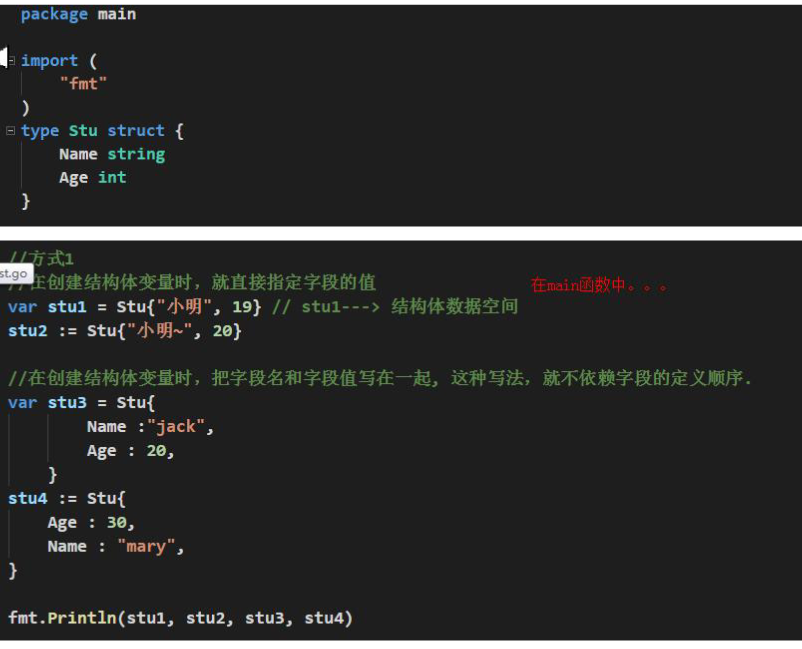 package main
import (
"fmt"
)
type Stu struct {
Name string
Age int
}
//方式1
st.go
//在创建结构体变量时，就直接指定字段的值
在main函数中。。。
var stu1 = Stu{"小明", 19} // stu1---> 结构体数据空间
stu2 := Stu{"小明~", 20}
//在创建结构体变量时，把字段名和字段值写在一起, 这种写法，就不依赖字段的定义顺序.
var stu3 = Stu{
Name :"jack",
Age : 20,
}
stu4 := Stu{
Age : 30,
Name : "mary",
}
fmt.Println(stu1, stu2, stu3, stu4)